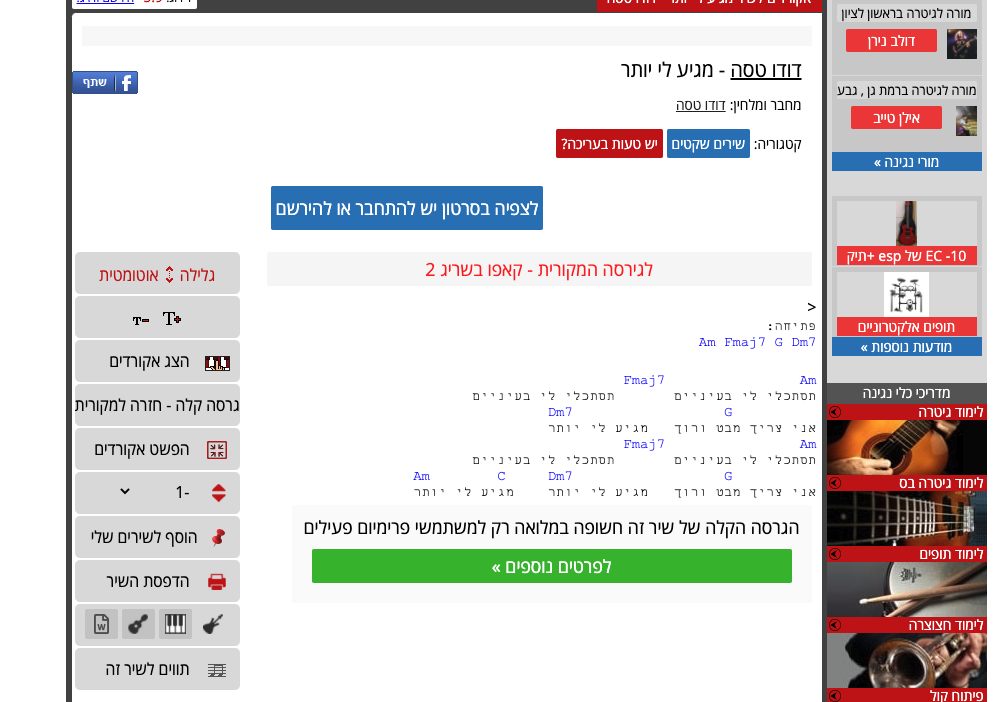 מורה לגיטרה בראשון לציון
דולב נירן
מורה לגיטרה ברמת גן , גבע
אילן טייב
מורי נגינה »
EC -10 של esp +תיק
תופים אלקטרוניים
מודעות נוספות »
מדריכי כלי נגינה
לימוד גיטרה
לימוד גיטרה בס
לימוד תופים
לימוד חצוצרה
פיתוח קול
דודו טסה - מגיע לי יותר
שתף
מחבר ומלחין: דודו טסה
קטגוריה: שירים שקטים יש טעות בעריכה?
לצפיה בסרטון יש להתחבר או להירשם
לגירסה המקורית - קאפו בשריג 2
>
פתיחה:
Am Fmaj7 G Dm7
Fmaj7 Am
תסתכלי לי בעיניים תסתכלי לי בעיניים
Dm7 G
אני צריך מבט ורוך מגיע לי יותר
Fmaj7 Am
תסתכלי לי בעיניים תסתכלי לי בעיניים
Am C Dm7 G
אני צריך מבט ורוך מגיע לי יותר מגיע לי יותר
הגרסה הקלה של שיר זה חשופה במלואה רק למשתמשי פרימיום פעילים
לפרטים נוספים »
גלילה אוטומטית
T- T+
הצג אקורדים
גרסה קלה - חזרה למקורית
הפשט אקורדים
-1
הוסף לשירים שלי
הדפסת השיר
W
תווים לשיר זה